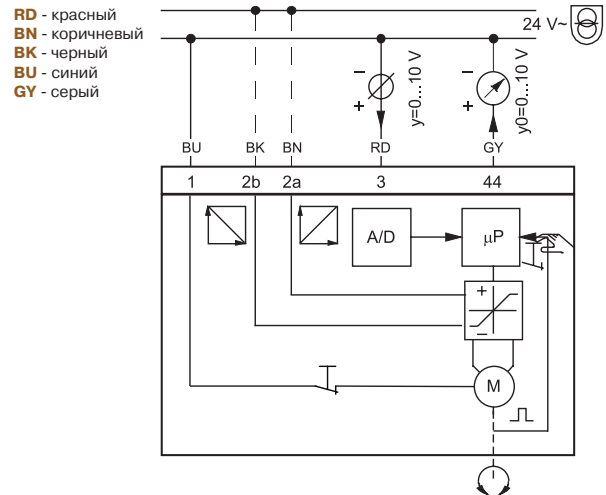 RD - красный
BN - коричневый
BK - черный
BU - синий
GY - серый
24 V~
y=0...10 V
y0=0...10 V
BU BK BN RD GY
1 2b 2a 3 44
A/D
μP
+
−
M